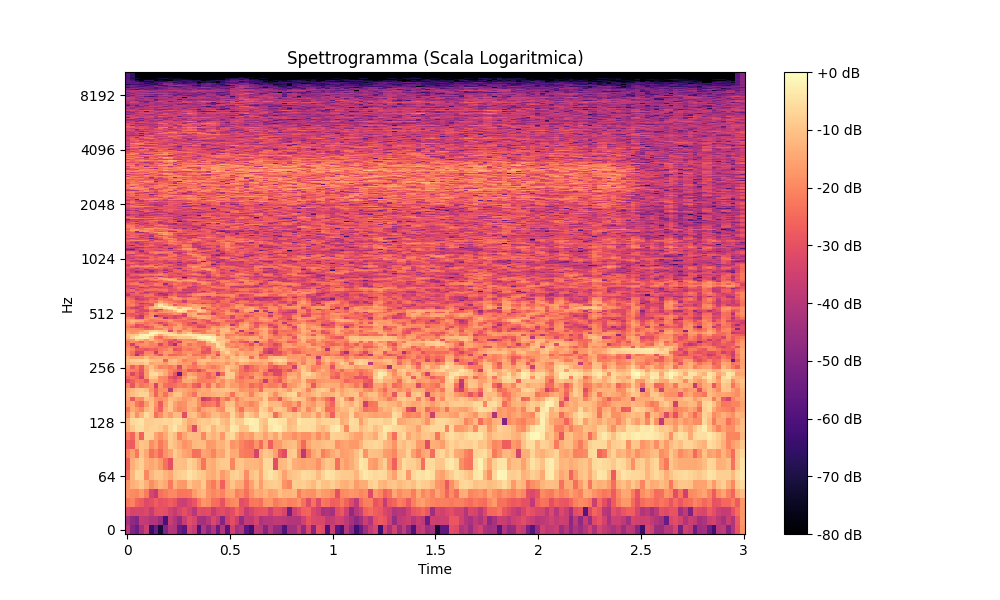 Spettrogramma (Scala Logaritmica)
Hz
8192
4096
2048
1024
512
256
128
64
0
0
0.5
1
1.5
2
2.5
3
Time
+0 dB
-10 dB
-20 dB
-30 dB
-40 dB
-50 dB
-60 dB
-70 dB
-80 dB